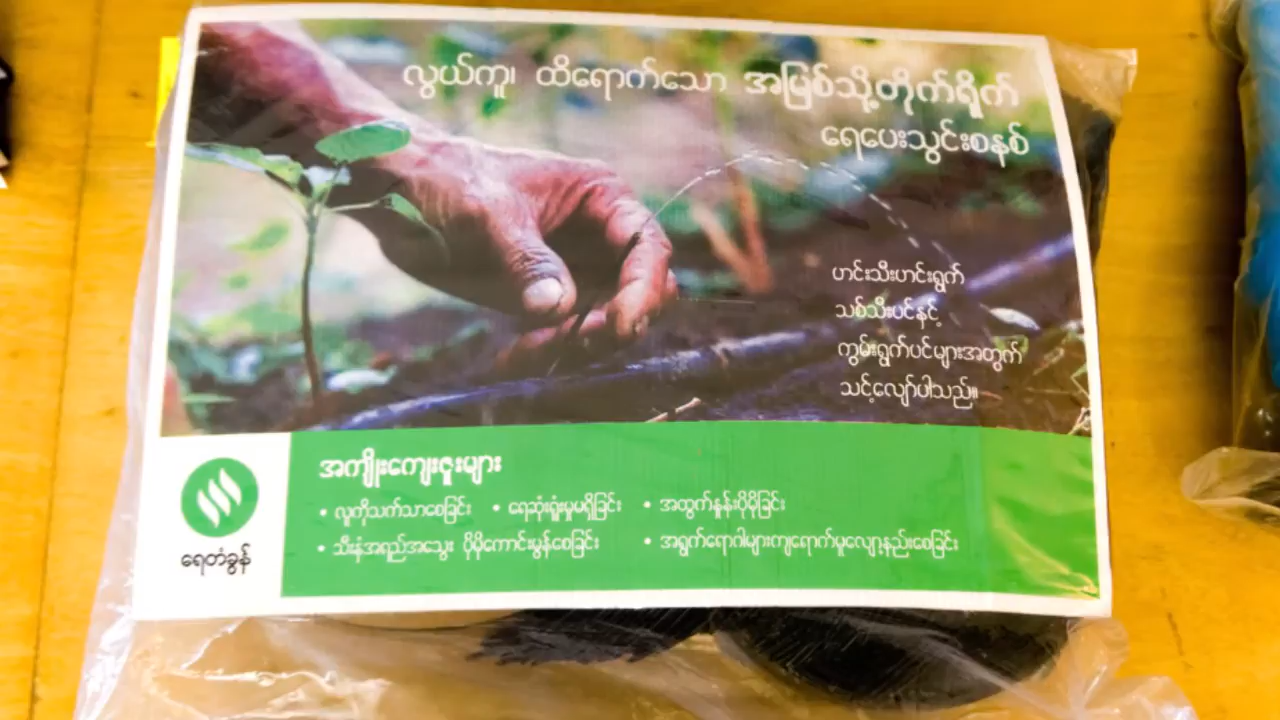 လွယ်ကူ၊ ထိရောက်သော အမြစ်သို့တိုက်ရိုက်
ရေပေးသွင်းစနစ်
ဟင်းသီးဟင်းရွက်
သစ်သီးပင်နှင့်
ကွမ်းရွက်ပင်များအတွက်
သင့်လျော်ပါသည်။
အကျိုးကျေးဇူးများ
• လူကိုသက်သာစေခြင်း • ရေဆုံးရှုံးမှုမရှိခြင်း • အထွက်နှုန်းပိုမိုခြင်း
• သီးနှံအရည်အသွေး ပိုမိုကောင်းမွန်စေခြင်း • အရွက်ရောဂါများကျရောက်မှုလျော့နည်းစေခြင်း
ရေတံခွန်